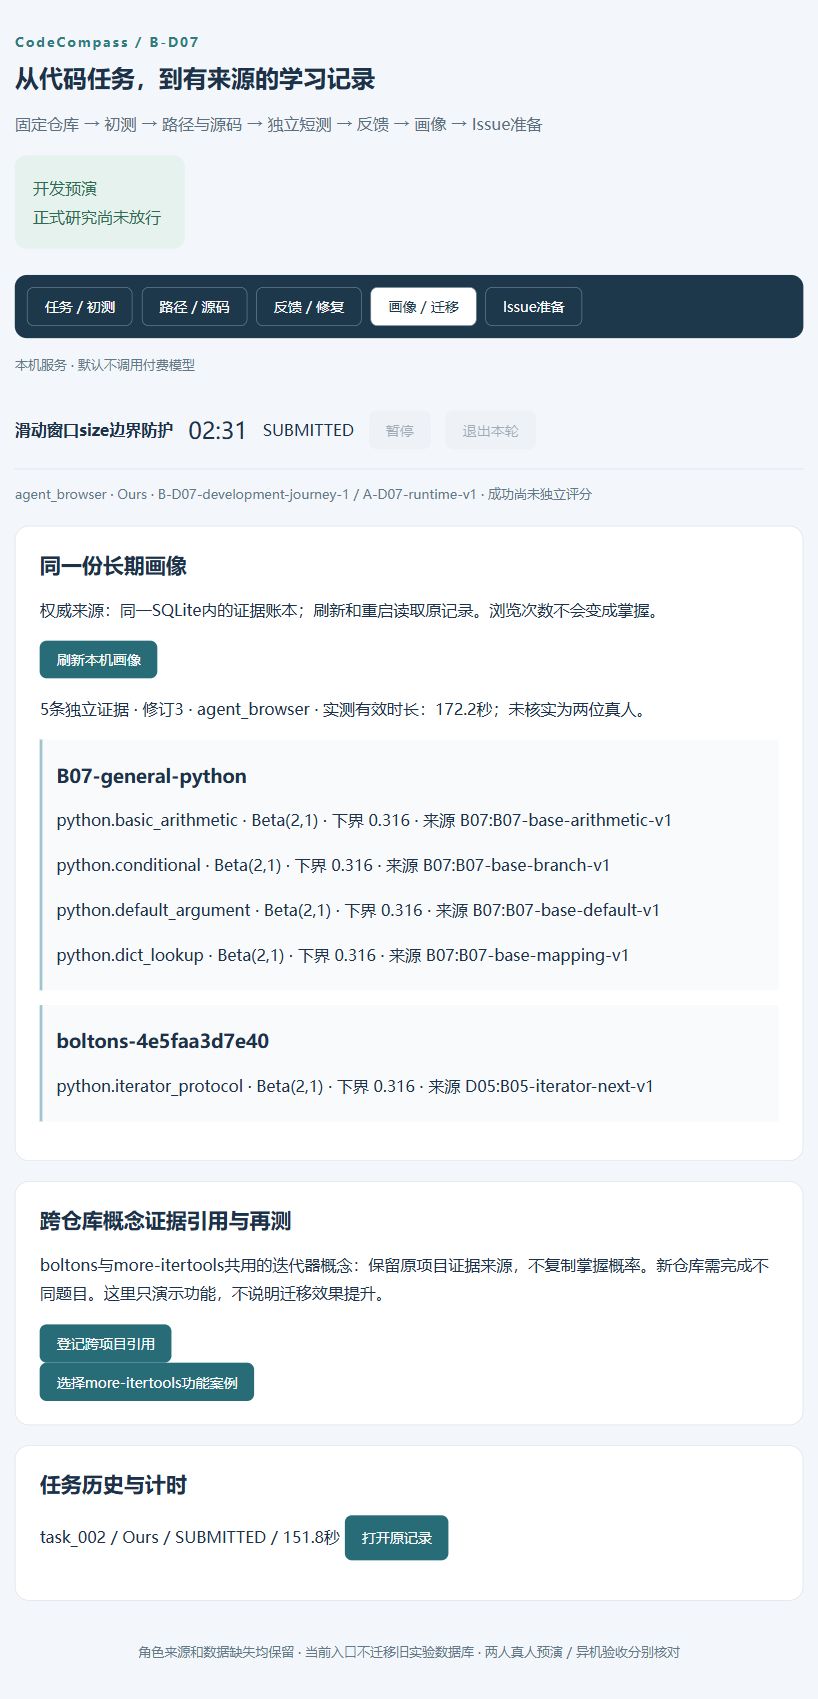 CodeCompass / B-D07
从代码任务，到有来源的学习记录
固定仓库 → 初测 → 路径与源码 → 独立短测 → 反馈 → 画像 → Issue准备
开发预演
正式研究尚未放行
任务 / 初测
路径 / 源码
反馈 / 修复
画像 / 迁移
Issue准备
本机服务 · 默认不调用付费模型
滑动窗口size边界防护 02:31 SUBMITTED 暂停 退出本轮
agent_browser · Ours · B-D07-development-journey-1 / A-D07-runtime-v1 · 成功尚未独立评分
同一份长期画像
权威来源：同一SQLite内的证据账本；刷新和重启读取原记录。浏览次数不会变成掌握。
刷新本机画像
5条独立证据 · 修订3 · agent_browser · 实测有效时长：172.2秒；未核实为两位真人。
B07-general-python
python.basic_arithmetic · Beta(2,1) · 下界 0.316 · 来源 B07:B07-base-arithmetic-v1
python.conditional · Beta(2,1) · 下界 0.316 · 来源 B07:B07-base-branch-v1
python.default_argument · Beta(2,1) · 下界 0.316 · 来源 B07:B07-base-default-v1
python.dict_lookup · Beta(2,1) · 下界 0.316 · 来源 B07:B07-base-mapping-v1
boltons-4e5faa3d7e40
python.iterator_protocol · Beta(2,1) · 下界 0.316 · 来源 D05:B05-iterator-next-v1
跨仓库概念证据引用与再测
boltons与more-itertools共用的迭代器概念：保留原项目证据来源，不复制掌握概率。新仓库需完成不
同题目。这里只演示功能，不说明迁移效果提升。
登记跨项目引用
选择more-itertools功能案例
任务历史与计时
task_002 / Ours / SUBMITTED / 151.8秒 打开原记录
角色来源和数据缺失均保留 · 当前入口不迁移旧实验数据库 · 两人真人预演 / 异机验收分别核对